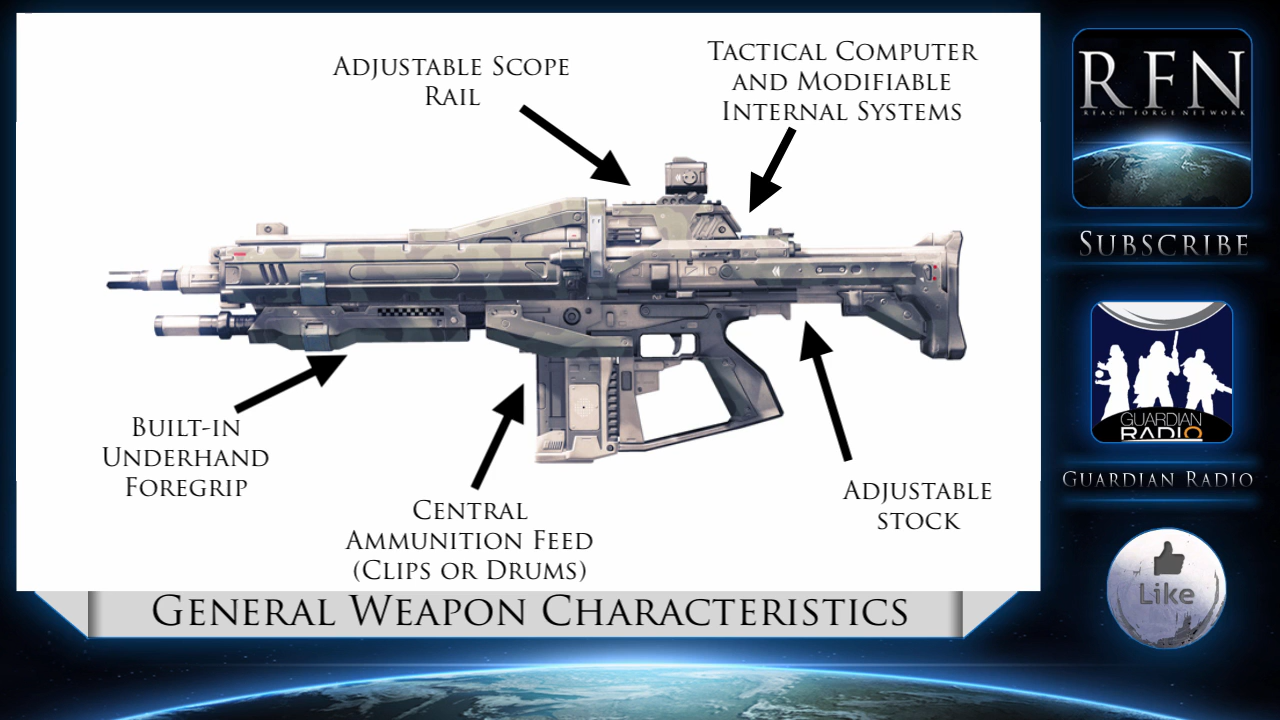 Adjustable Scope
Rail
Tactical Computer
and Modifiable
Internal Systems
Built-in
Underhand
Foregrip
Central
Ammunition Feed
(Clips or Drums)
Adjustable
stock
General Weapon Characteristics
RFN
REACH FORGE NETWORK
Subscribe
GUARDIAN
RADIO
Guardian Radio
Like